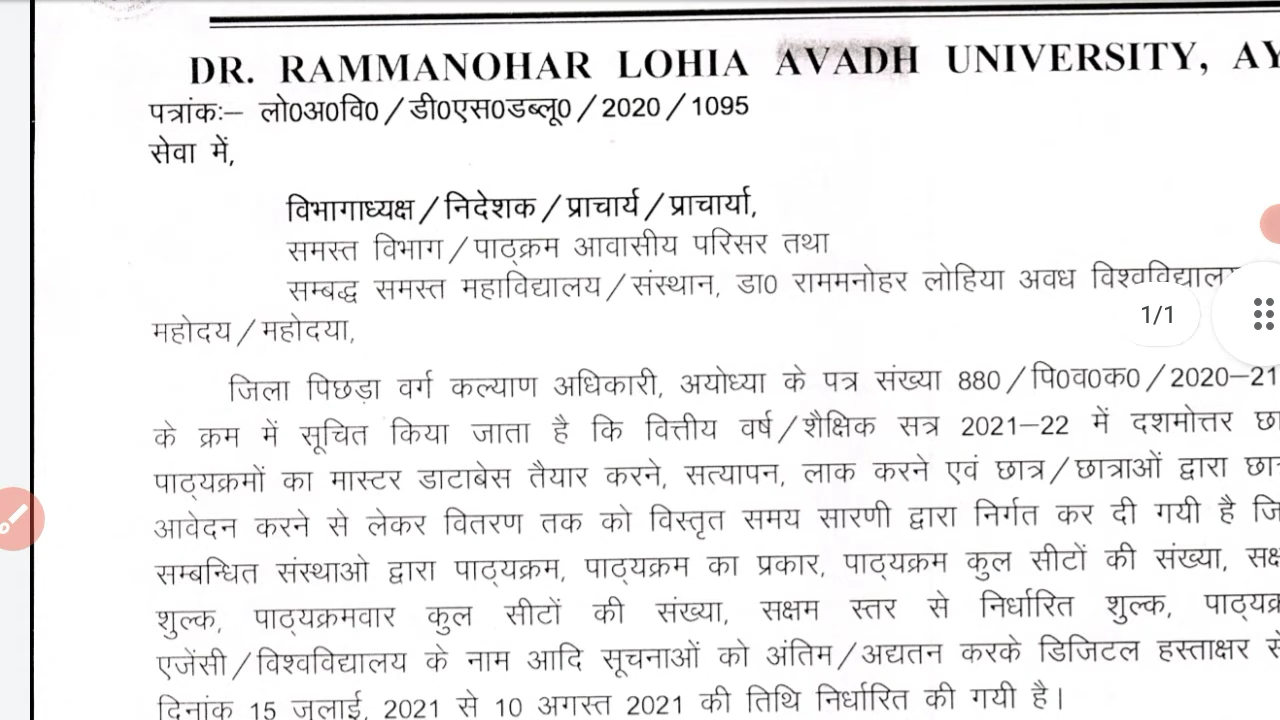 DR. RAMMANOHAR LOHIA AVADH UNIVERSITY, AY
पत्रांकः– लो0अ0वि0 / डी0एस0डब्लू0 / 2020 / 1095
सेवा में,
विभागाध्यक्ष / निदेशक / प्राचार्य / प्राचार्या,
समस्त विभाग / पाठ्क्रम आवासीय परिसर तथा
सम्बद्ध समस्त महाविद्यालय / संस्थान, डा0 राममनोहर लोहिया अवध
1/1
महोदय / महोदया,
जिला पिछड़ा वर्ग कल्याण अधिकारी, अयोध्या के पत्र संख्या 880 / पि0व0क0 / 2020–21
के क्रम में सूचित किया जाता है कि वित्तीय वर्ष / शैक्षिक सत्र 2021–22 में दशमोत्तर
पाठ्यक्रमों का मास्टर डाटाबेस तैयार करने, सत्यापन, लाक करने एवं छात्र / छात्राओं द्वारा
आवेदन करने से लेकर वितरण तक को विस्तृत समय सारणी द्वारा निर्गत कर दी गयी है
सम्बन्धित संस्थाओ द्वारा पाठ्यक्रम, पाठ्यक्रम का प्रकार, पाठ्यक्रम कुल सीटों की संख्या,
शुल्क, पाठ्यक्रमवार कुल सीटों की संख्या, सक्षम स्तर से निर्धारित शुल्क,
एजेंसी / विश्वविद्यालय के नाम आदि सूचनाओं को अंतिम / अद्यतन करके डिजिटल हस्ताक्षर
दिनांक 15 जुलाई, 2021 से 10 अगस्त 2021 की तिथि निर्धारित की गयी है।